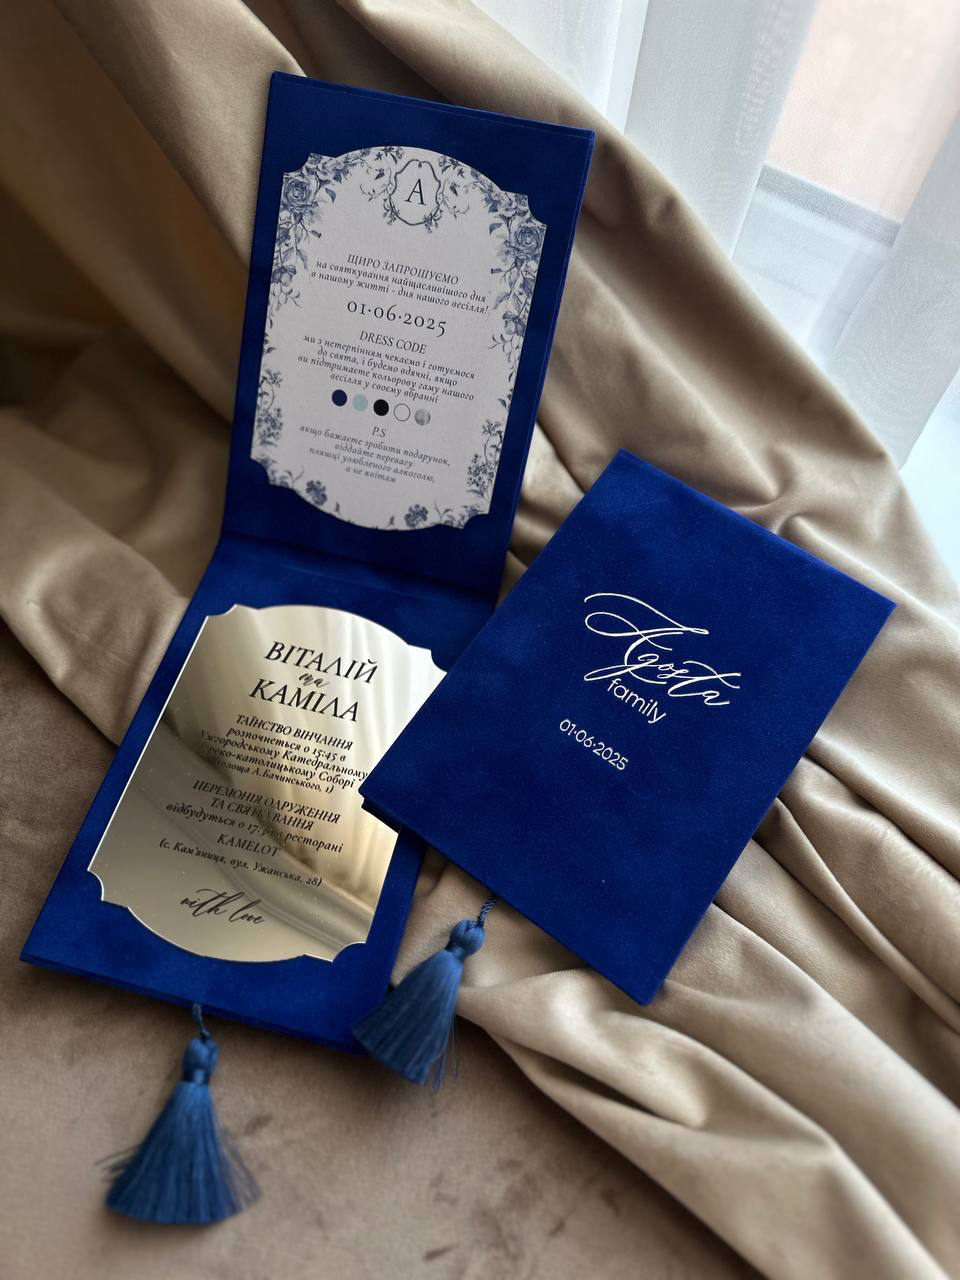 A
ЩИРО ЗАПРОШУЄМО
на святкування найщасливішого дня
в нашому житті - дня нашого весілля!
01·06·2025
DRESS CODE
ми з нетерпінням чекаємо і готуємося
до свята, і будемо вдячні, якщо
ви підтримаєте кольорову гаму нашого
весілля у своєму вбранні
P.S
якщо бажаєте зробити подарунок,
віддайте перевагу
пляшці улюбленого алкоголю,
а не квітам
ВІТАЛІЙ
та
КАМІЛА
ТАЇНСТВО ВІНЧАННЯ
розпочнеться о 15:45 в
Ужгородському Катедральному
греко-католицькому Соборі
(площа А.Бачинського, 1)
ЦЕРЕМОНІЯ ОДРУЖЕННЯ
ТА СВЯТКУВАННЯ
відбудуться о 17: в ресторані
KAMELOT
(с. Кам'яниця, вул. Ужанська, 28)
with love
Agosta
family
01·06·2025